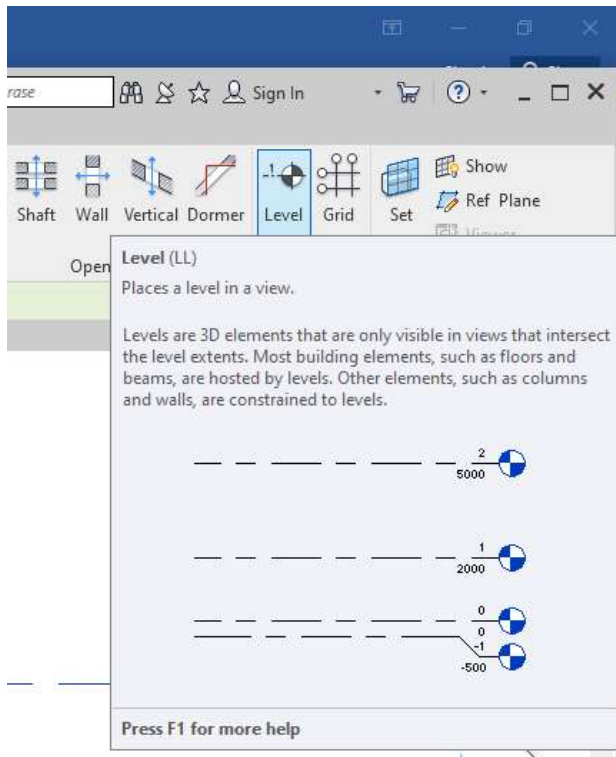 rase
Sign In
-1
Show
Shaft Wall Vertical Dormer Level Grid Set Ref Plane
Viewer
Open
Level (LL)
Places a level in a view.
Levels are 3D elements that are only visible in views that intersect
the level extents. Most building elements, such as floors and
beams, are hosted by levels. Other elements, such as columns
and walls, are constrained to levels.
2
5000
1
2000
0
0
-1
-500
Press F1 for more help